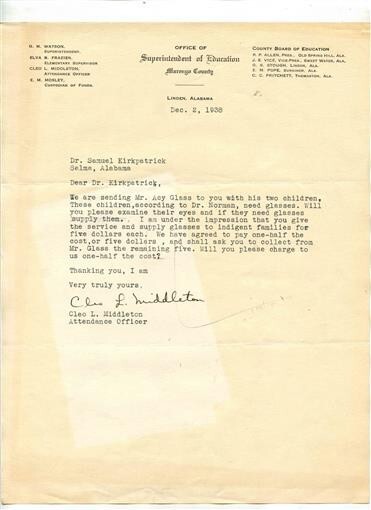 G. W. WATSON,
SUPERINTENDENT.
ELVA B. FRAZIER,
ELEMENTARY SUPERVISOR
CLEO L. MIDDLETON,
ATTENDANCE OFFICER
E. M. MOSLEY,
CUSTODIAN OF FUNDS.
OFFICE OF
Superintendent of Education
Marengo County
LINDEN, ALABAMA
COUNTY BOARD OF EDUCATION
P. P. ALLEN, PRES., OLD SPRING HILL, ALA.
J. E. VICE, VICE-PRES., SWEET WATER, ALA.
G. S. STOUGH, LINDEN, ALA.
E. M. POPE, ALA.
C. C. PRITCHETT, THOMASTON, ALA.
Dec. 2, 1938
Dr. Samuel Kirkpatrick
Selma, Alabama
Dear Dr. Kirkpatrick,
We are sending Mr. Acy Glass to you with his two children,
These children,according to Dr. Norman, need glasses. Will
you please examine their eyes and if they need glasses
supply them. I am under the impression that you give
the service and supply glasses to indigent families for
five dollars each. We have agreed to pay one-half the
cost,or five dollars , and shall ask you to collect from
Mr. Glass the remaining five. Will you please charge to
us one-half the cost?
Thanking you, I am
Very truly yours.
Cleo L. Middleton
Cleo L. Middleton
Attendance Officer